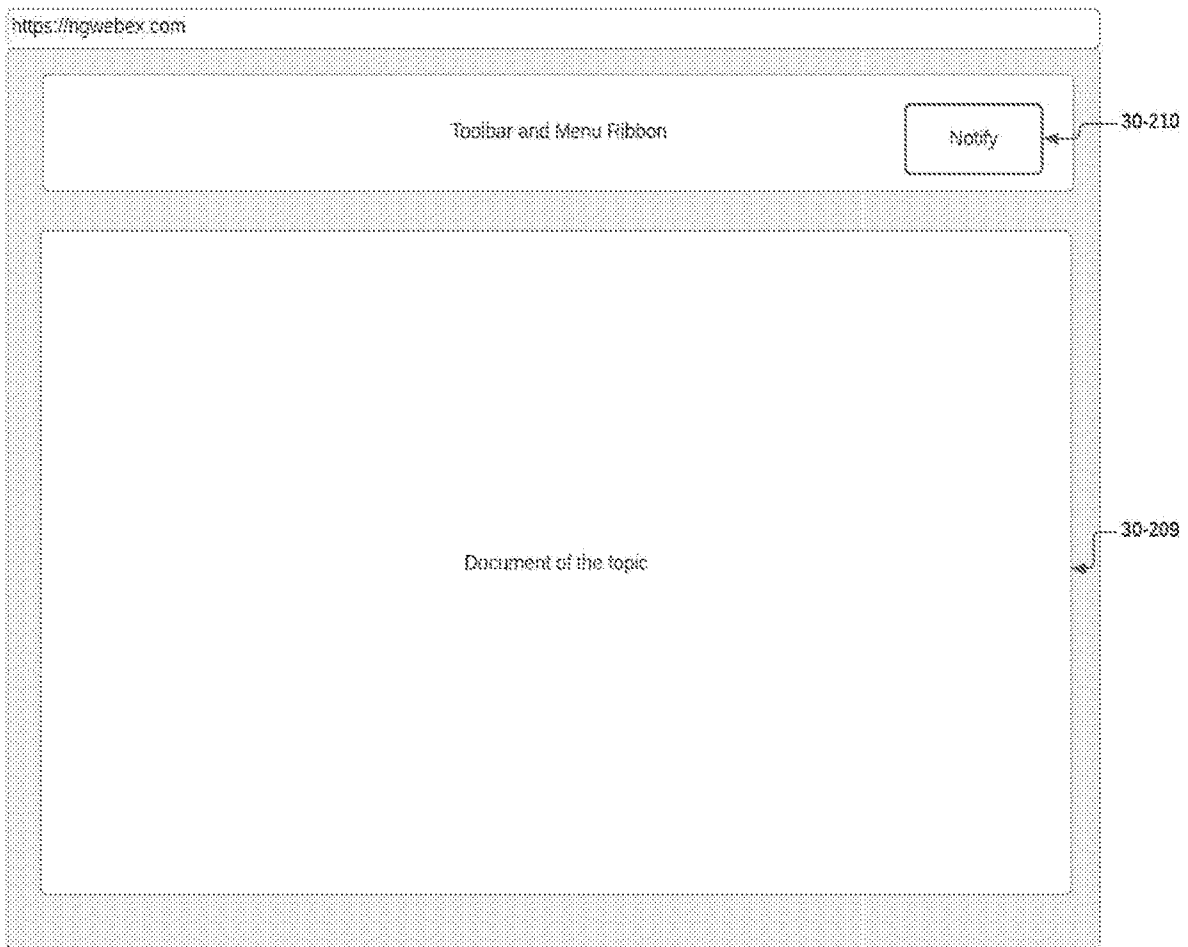 https://ngwebex.com
Toolbar and Menu Ribbon
Notify
30-210
30-209
Document of the topic